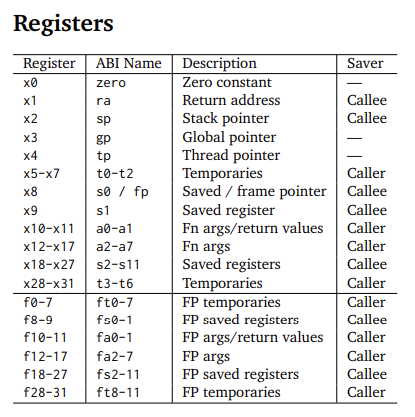 Registers
Register ABI Name Description Saver
x0 zero Zero constant —
x1 ra Return address Callee
x2 sp Stack pointer Callee
x3 gp Global pointer —
x4 tp Thread pointer —
x5-x7 t0-t2 Temporaries Caller
x8 s0 / fp Saved / frame pointer Callee
x9 s1 Saved register Callee
x10-x11 a0-a1 Fn args/return values Caller
x12-x17 a2-a7 Fn args Caller
x18-x27 s2-s11 Saved registers Callee
x28-x31 t3-t6 Temporaries Caller
f0-7 ft0-7 FP temporaries Caller
f8-9 fs0-1 FP saved registers Callee
f10-11 fa0-1 FP args/return values Caller
f12-17 fa2-7 FP args Caller
f18-27 fs2-11 FP saved registers Callee
f28-31 ft8-11 FP temporaries Caller